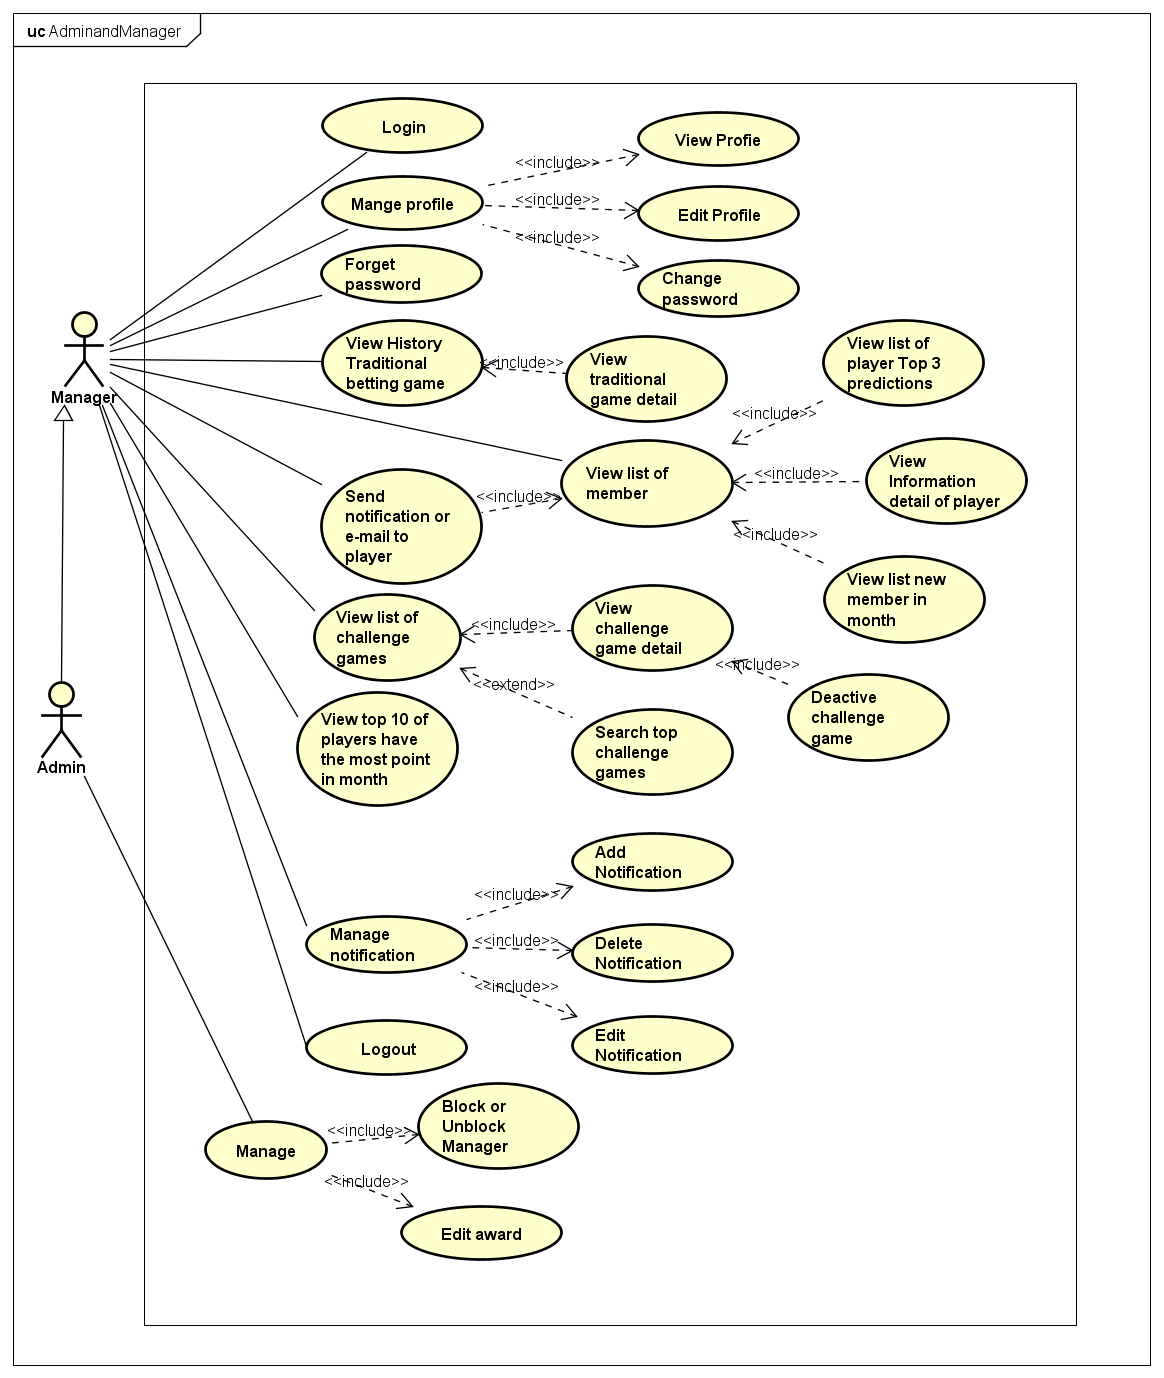 uc AdminandManager
Login
View Profie
<<include>>
Mange profile
<<include>>
Edit Profile
<<include>>
Forget
password
Change
password
View History
Traditional
betting game
<<include>>
View
traditional
game detail
View list of
player Top 3
predictions
Manager
<<include>>
View list of
member
<<include>>
View
Information
detail of player
Send
notification or
e-mail to
player
<<include>>
<<include>>
View list new
member in
month
View list of
challenge
games
<<include>>
View
challenge
game detail
<<include>>
<<extend>>
Deactive
challenge
game
View top 10 of
players have
the most point
in month
Search top
challenge
games
Admin
Add
Notification
<<include>>
Manage
notification
<<include>>
Delete
Notification
<<include>>
Edit
Notification
Logout
Block or
Unblock
Manager
<<include>>
Manage
<<include>>
Edit award